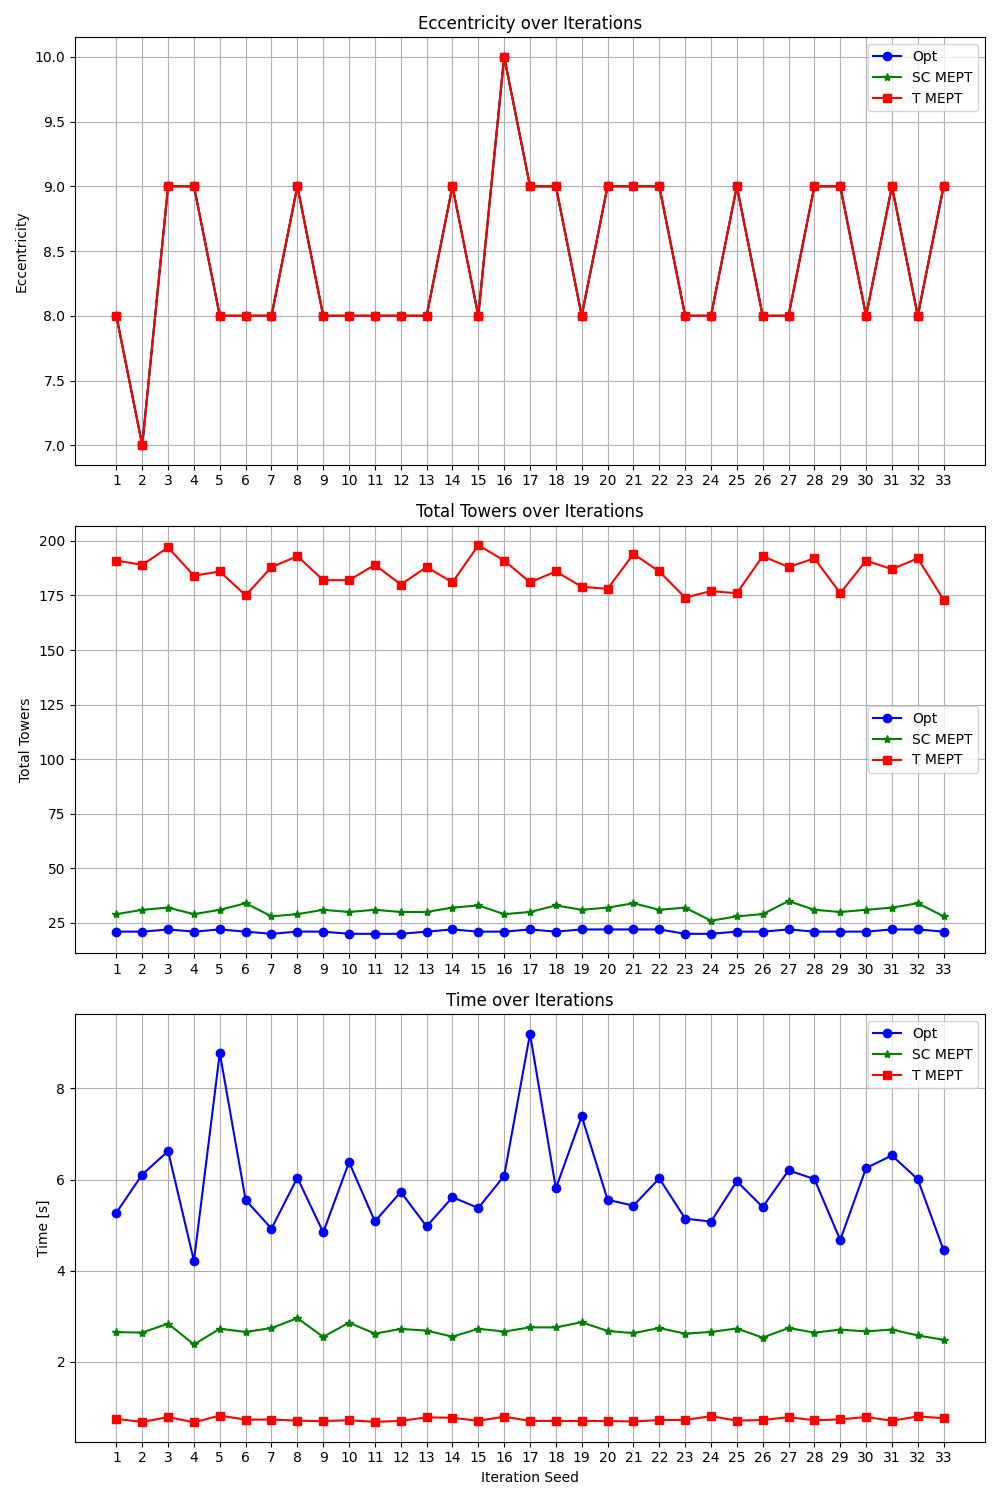 Eccentricity over Iterations
10.0
9.5
9.0
8.5
8.0
7.5
7.0
Eccentricity
Opt
SC MEPT
T MEPT
1 2 3 4 5 6 7 8 9 10 11 12 13 14 15 16 17 18 19 20 21 22 23 24 25 26 27 28 29 30 31 32 33
Total Towers over Iterations
200
175
150
125
100
75
50
25
Total Towers
Opt
SC MEPT
T MEPT
1 2 3 4 5 6 7 8 9 10 11 12 13 14 15 16 17 18 19 20 21 22 23 24 25 26 27 28 29 30 31 32 33
Time over Iterations
8
6
4
2
Time [s]
Opt
SC MEPT
T MEPT
1 2 3 4 5 6 7 8 9 10 11 12 13 14 15 16 17 18 19 20 21 22 23 24 25 26 27 28 29 30 31 32 33
Iteration Seed